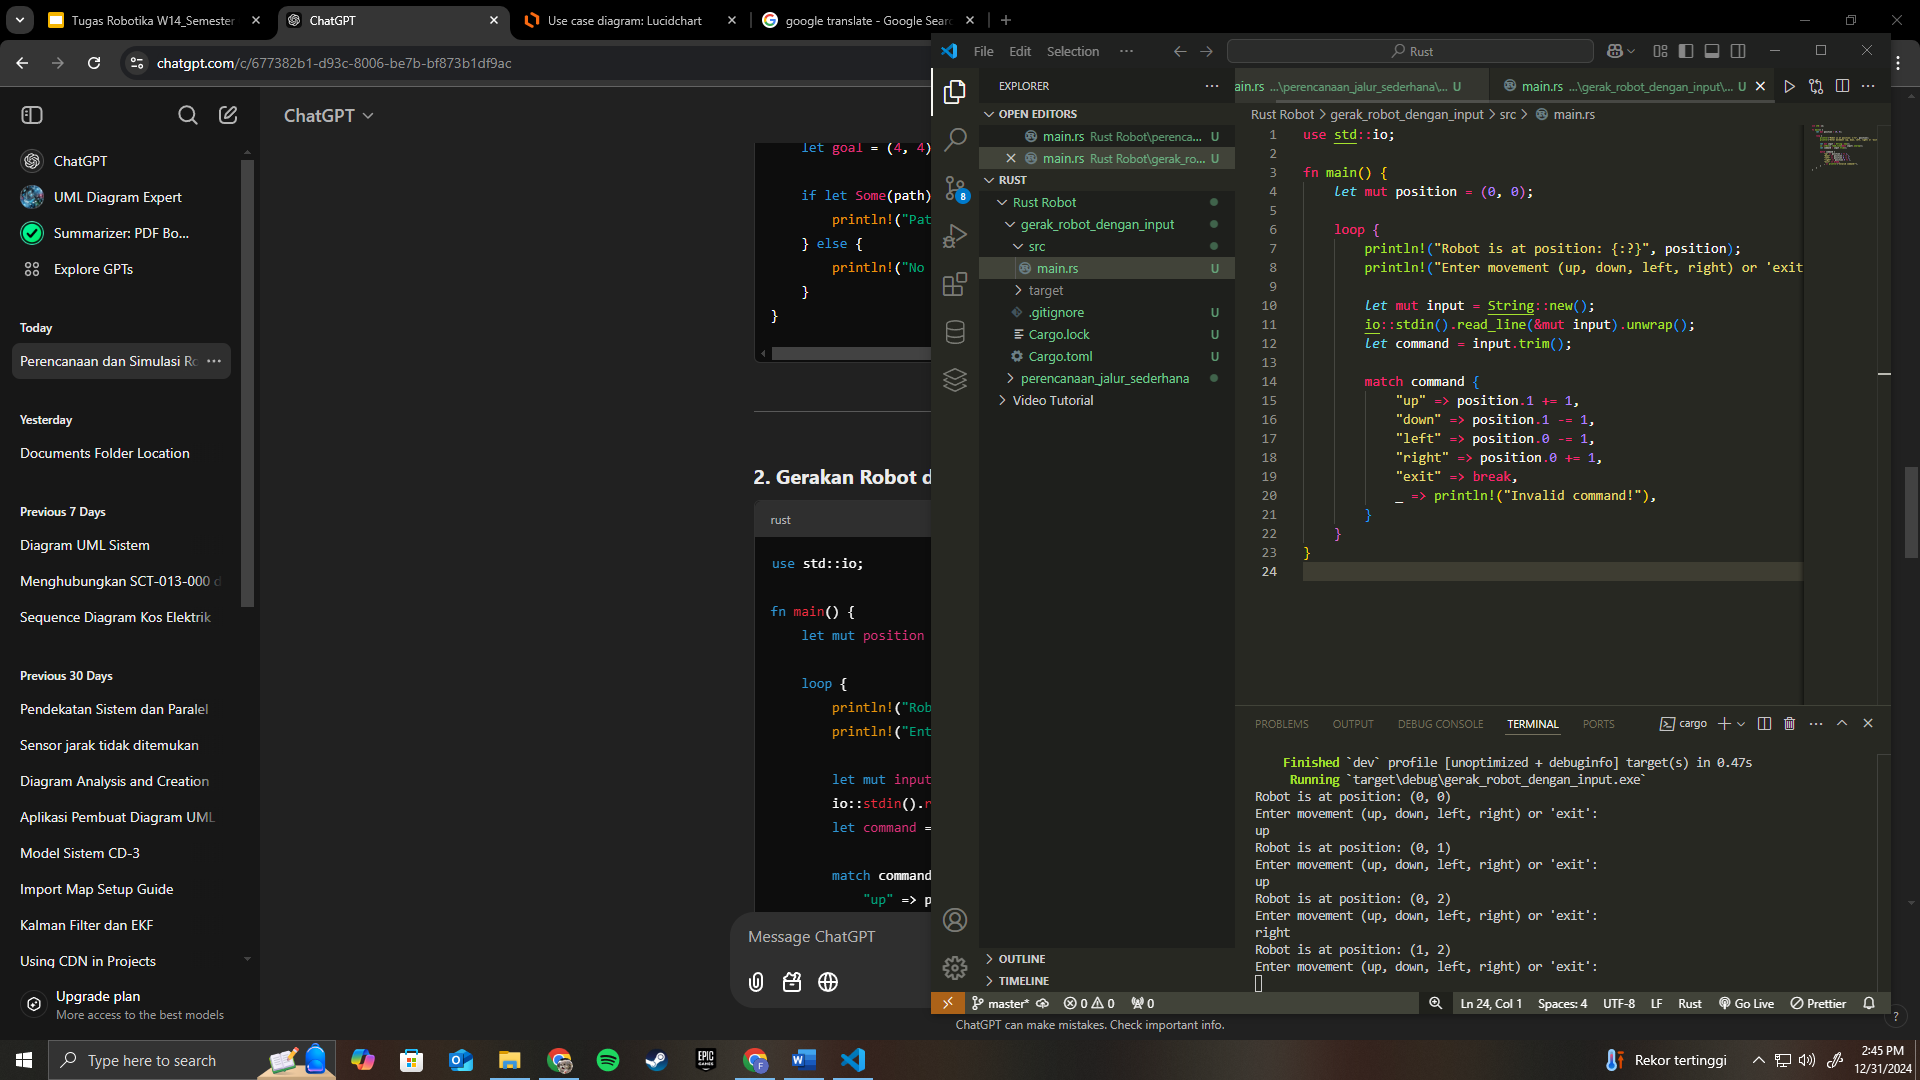 Tugas Robotika W14_Semester
ChatGPT
Use case diagram: Lucidchart
google translate - Google Sear
chatgpt.com/c/677382b1-d93c-8006-be7b-bf873b1df9ac
ChatGPT
ChatGPT
UML Diagram Expert
Summarizer: PDF Bo...
Explore GPTs
Today
Perencanaan dan Simulasi Ro
Yesterday
Documents Folder Location
Previous 7 Days
Diagram UML Sistem
Menghubungkan SCT-013-000 d
Sequence Diagram Kos Elektrik
Previous 30 Days
Pendekatan Sistem dan Paralel
Sensor jarak tidak ditemukan
Diagram Analysis and Creation
Aplikasi Pembuat Diagram UML
Model Sistem CD-3
Import Map Setup Guide
Kalman Filter dan EKF
Using CDN in Projects
Upgrade plan
More access to the best models
let goal = (4, 4)
if let Some(path)
println!("Pat
} else {
println!("No
}
}
2. Gerakan Robot d
rust
use std::io;
fn main() {
let mut position
loop {
println!("Rob
println!("Ent
let mut input
io::stdin().r
let command =
match command
"up" => p
Message ChatGPT
ChatGPT can make mistakes. Check important info.
?
File Edit Selection ···
Rust
EXPLORER
OPEN EDITORS
main.rs Rust Robot\perenca... U
main.rs Rust Robot\gerak_ro... U
RUST
Rust Robot
gerak_robot_dengan_input
src
main.rs U
target
.gitignore U
Cargo.lock U
Cargo.toml U
perencanaan_jalur_sederhana
Video Tutorial
OUTLINE
TIMELINE
8
ain.rs ...\perencanaan_jalur_sederhana\... U
main.rs ...\gerak_robot_dengan_input\... U
Rust Robot > gerak_robot_dengan_input > src > main.rs
1 use std::io;
2
3 fn main() {
4 let mut position = (0, 0);
5
6 loop {
7 println!("Robot is at position: {:?}", position);
8 println!("Enter movement (up, down, left, right) or 'exit
9
10 let mut input = String::new();
11 io::stdin().read_line(&mut input).unwrap();
12 let command = input.trim();
13
14 match command {
15 "up" => position.1 += 1,
16 "down" => position.1 -= 1,
17 "left" => position.0 -= 1,
18 "right" => position.0 += 1,
19 "exit" => break,
20 _ => println!("Invalid command!"),
21 }
22 }
23 }
24
PROBLEMS OUTPUT DEBUG CONSOLE TERMINAL PORTS
cargo
Finished `dev` profile [unoptimized + debuginfo] target(s) in 0.47s
Running `target\debug\gerak_robot_dengan_input.exe`
Robot is at position: (0, 0)
Enter movement (up, down, left, right) or 'exit':
up
Robot is at position: (0, 1)
Enter movement (up, down, left, right) or 'exit':
up
Robot is at position: (0, 2)
Enter movement (up, down, left, right) or 'exit':
right
Robot is at position: (1, 2)
Enter movement (up, down, left, right) or 'exit':
master* 0 0 0
Ln 24, Col 1 Spaces: 4 UTF-8 LF Rust Go Live Prettier
Type here to search
EPIC GAMES
Rekor tertinggi
2:45 PM
12/31/2024